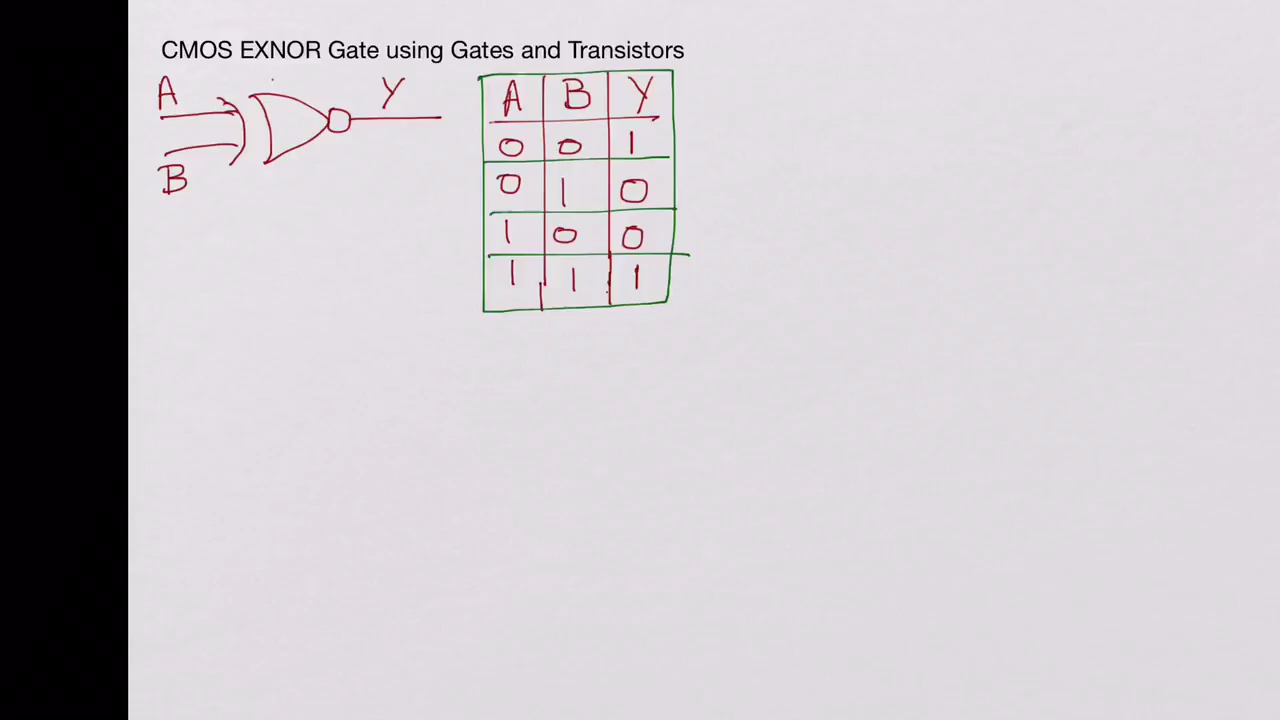 CMOS EXNOR Gate using Gates and Transistors
A
B
Y
A B Y
0 0 1
0 1 0
1 0 0
1 1 1